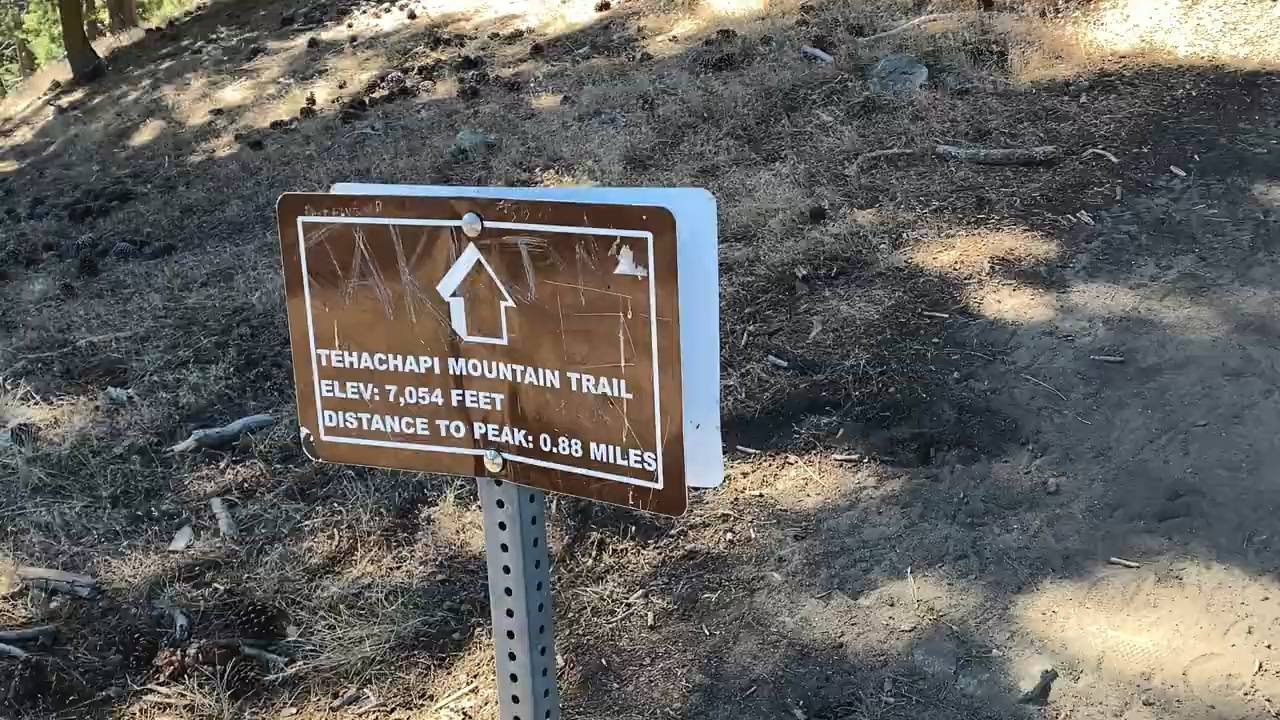 TEHACHAPI MOUNTAIN TRAIL
ELEV: 7,054 FEET
DISTANCE TO PEAK: 0.88 MILES